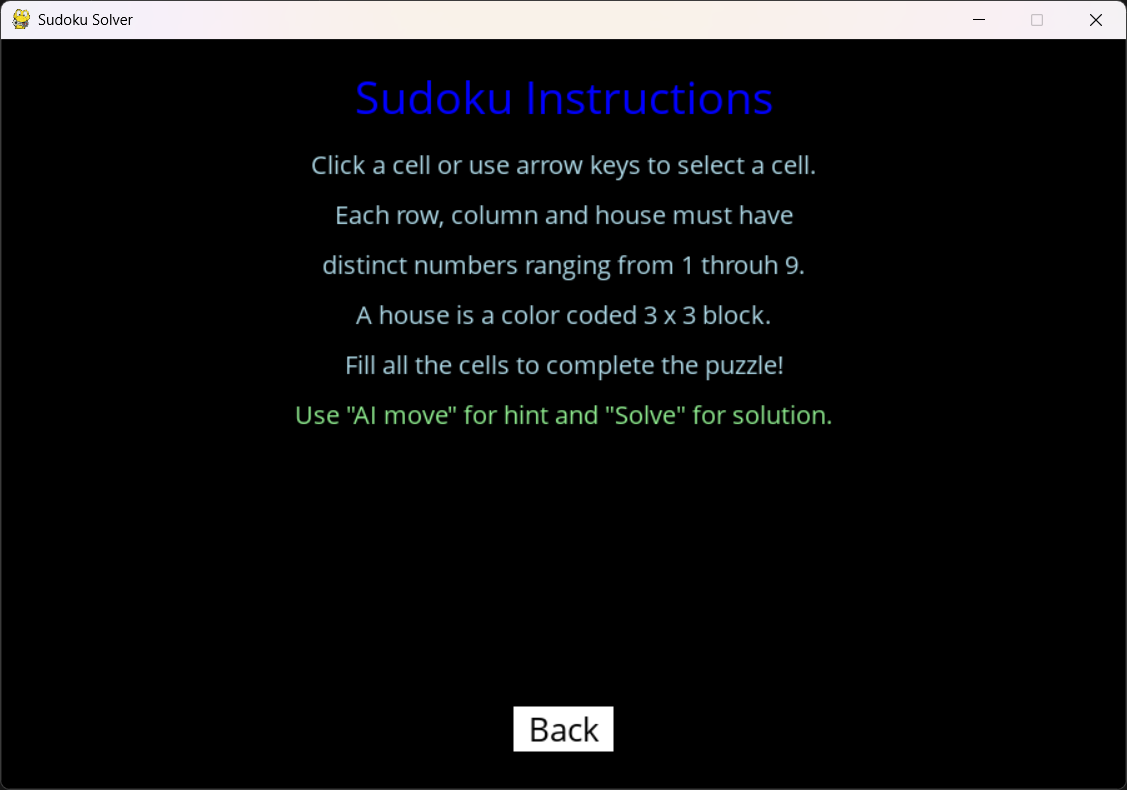 Sudoku Solver
Sudoku Instructions
Click a cell or use arrow keys to select a cell.
Each row, column and house must have
distinct numbers ranging from 1 throuh 9.
A house is a color coded 3 x 3 block.
Fill all the cells to complete the puzzle!
Use "AI move" for hint and "Solve" for solution.
Back